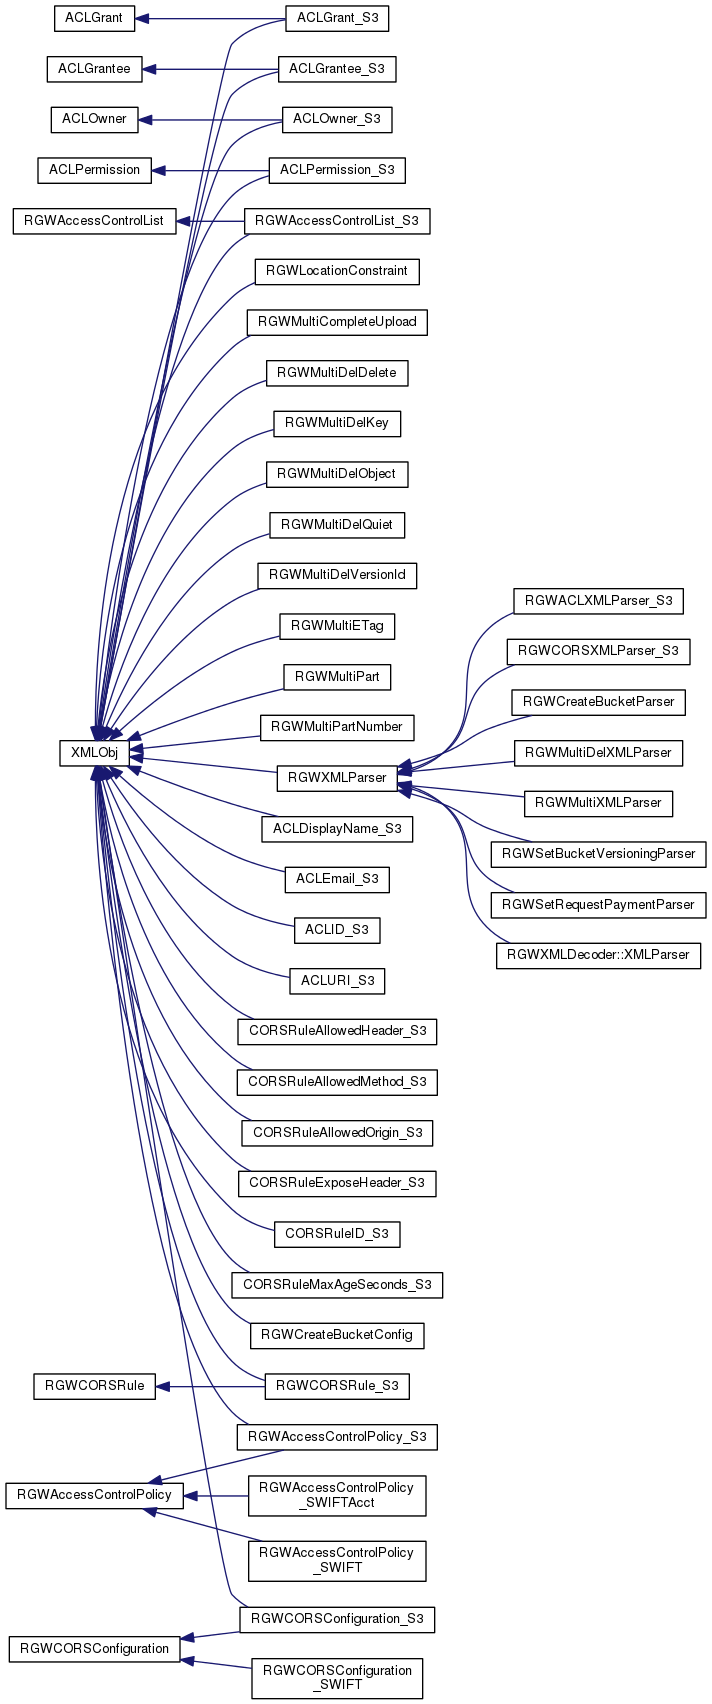 ACLGrant
ACLGrant_S3
ACLGrantee
ACLGrantee_S3
ACLOwner
ACLOwner_S3
ACLPermission
ACLPermission_S3
RGWAccessControlList
RGWAccessControlList_S3
RGWLocationConstraint
RGWMultiCompleteUpload
RGWMultiDelDelete
RGWMultiDelKey
RGWMultiDelObject
RGWMultiDelQuiet
RGWMultiDelVersionId
RGWMultiETag
RGWMultiPart
RGWMultiPartNumber
XMLObj
RGWXMLParser
RGWACLXMLParser_S3
RGWCORSXMLParser_S3
RGWCreateBucketParser
RGWMultiDelXMLParser
RGWMultiXMLParser
RGWSetBucketVersioningParser
RGWSetRequestPaymentParser
RGWXMLDecoder::XMLParser
ACLDisplayName_S3
ACLEmail_S3
ACLID_S3
ACLURI_S3
CORSRuleAllowedHeader_S3
CORSRuleAllowedMethod_S3
CORSRuleAllowedOrigin_S3
CORSRuleExposeHeader_S3
CORSRuleID_S3
CORSRuleMaxAgeSeconds_S3
RGWCreateBucketConfig
RGWCORSRule
RGWCORSRule_S3
RGWAccessControlPolicy_S3
RGWAccessControlPolicy
RGWAccessControlPolicy
_SWIFTAcct
RGWAccessControlPolicy
_SWIFT
RGWCORSConfiguration_S3
RGWCORSConfiguration
RGWCORSConfiguration
_SWIFT